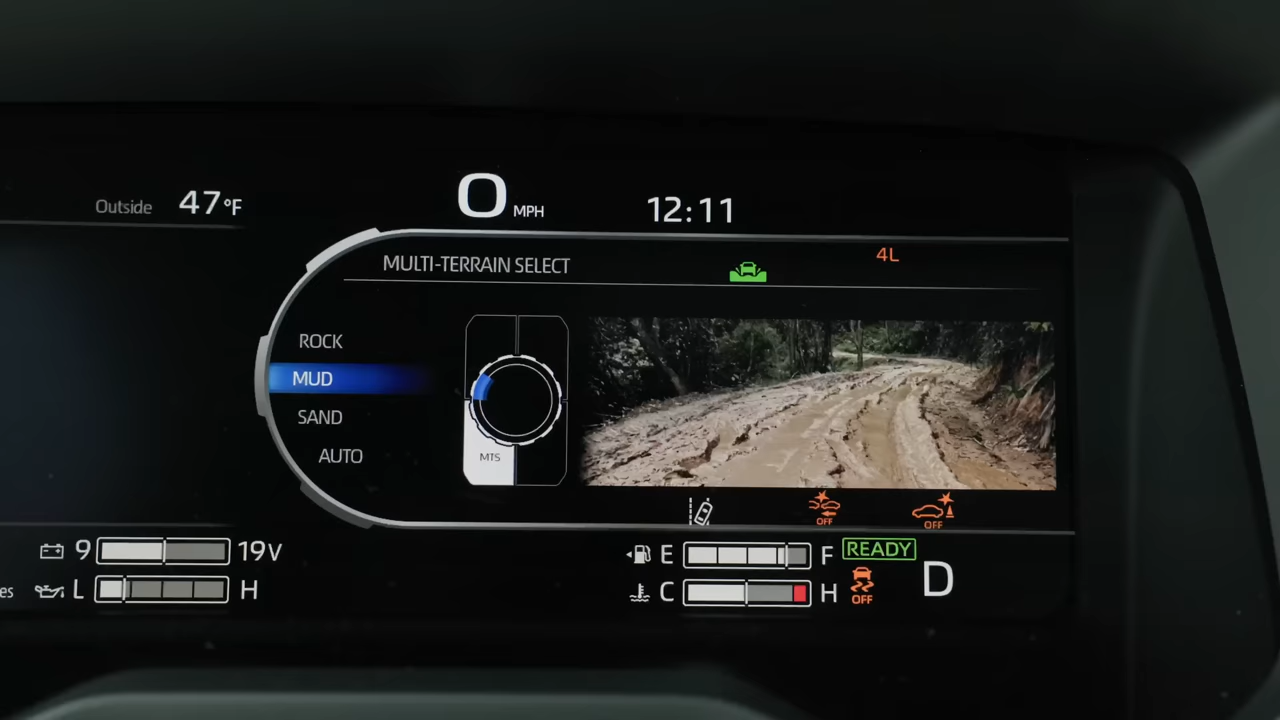 Outside 47°F
0 MPH
12:11
MULTI-TERRAIN SELECT
4L
ROCK
MUD
SAND
AUTO
MTS
OFF
OFF
9 19V
E F
READY
es
L H
C H
OFF
D